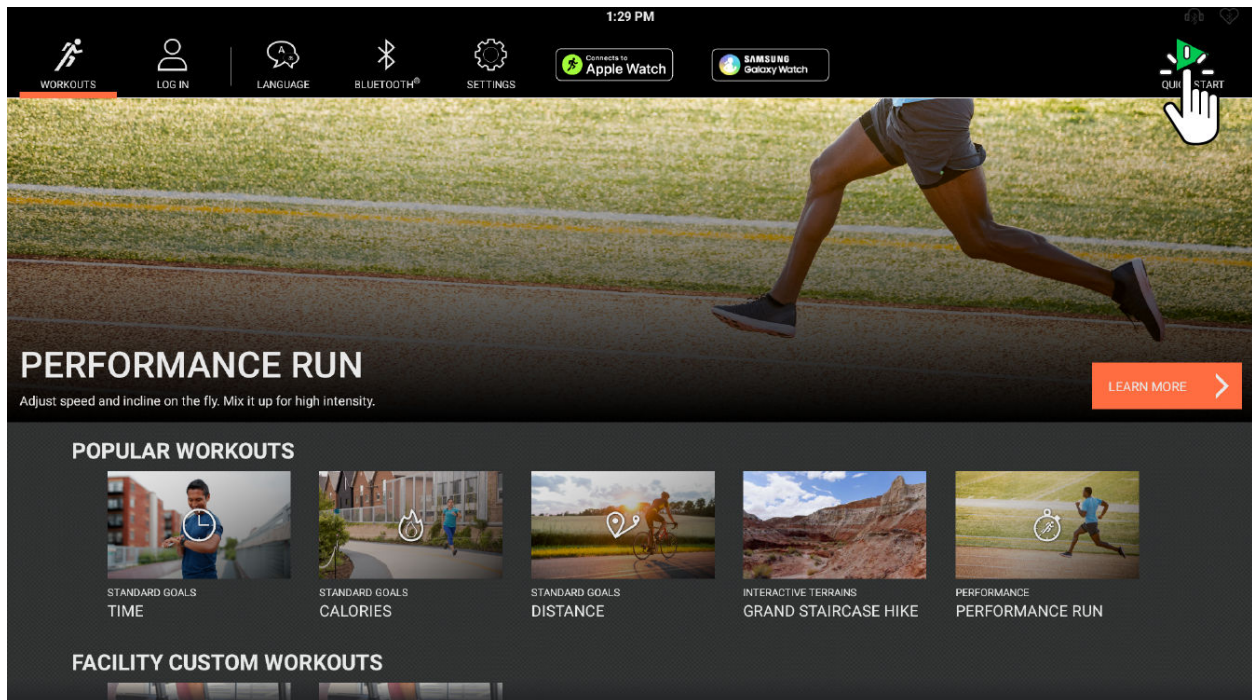 1:29 PM
WORKOUTS
LOG IN
LANGUAGE
BLUETOOTH®
SETTINGS
Connects to
Apple Watch
SAMSUNG
Galaxy Watch
START
PERFORMANCE RUN
Adjust speed and incline on the fly. Mix it up for high intensity.
LEARN MORE
POPULAR WORKOUTS
STANDARD GOALS
TIME
STANDARD GOALS
CALORIES
STANDARD GOALS
DISTANCE
INTERACTIVE TERRAINS
GRAND STAIRCASE HIKE
PERFORMANCE
PERFORMANCE RUN
FACILITY CUSTOM WORKOUTS